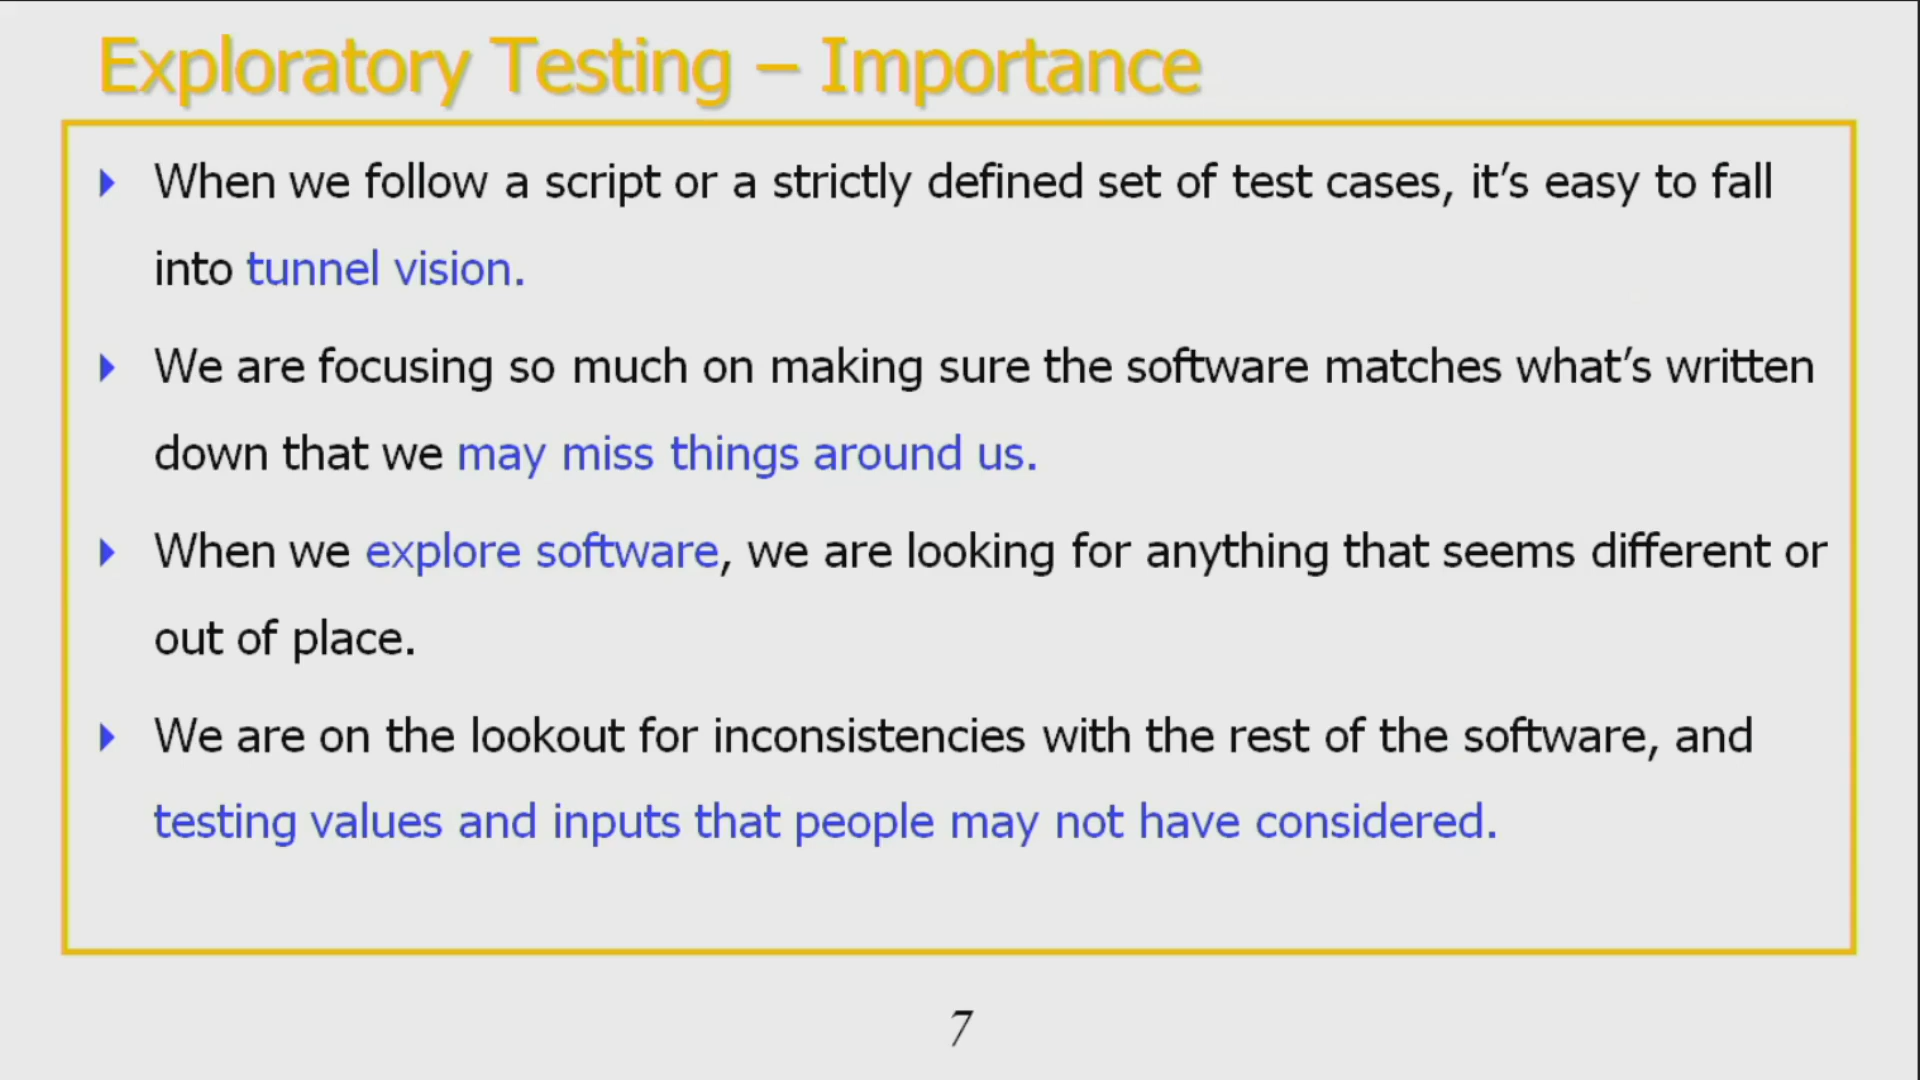 Exploratory Testing – Importance
When we follow a script or a strictly defined set of test cases, it’s easy to fall
into tunnel vision.
We are focusing so much on making sure the software matches what’s written
down that we may miss things around us.
When we explore software, we are looking for anything that seems different or
out of place.
We are on the lookout for inconsistencies with the rest of the software, and
testing values and inputs that people may not have considered.
7